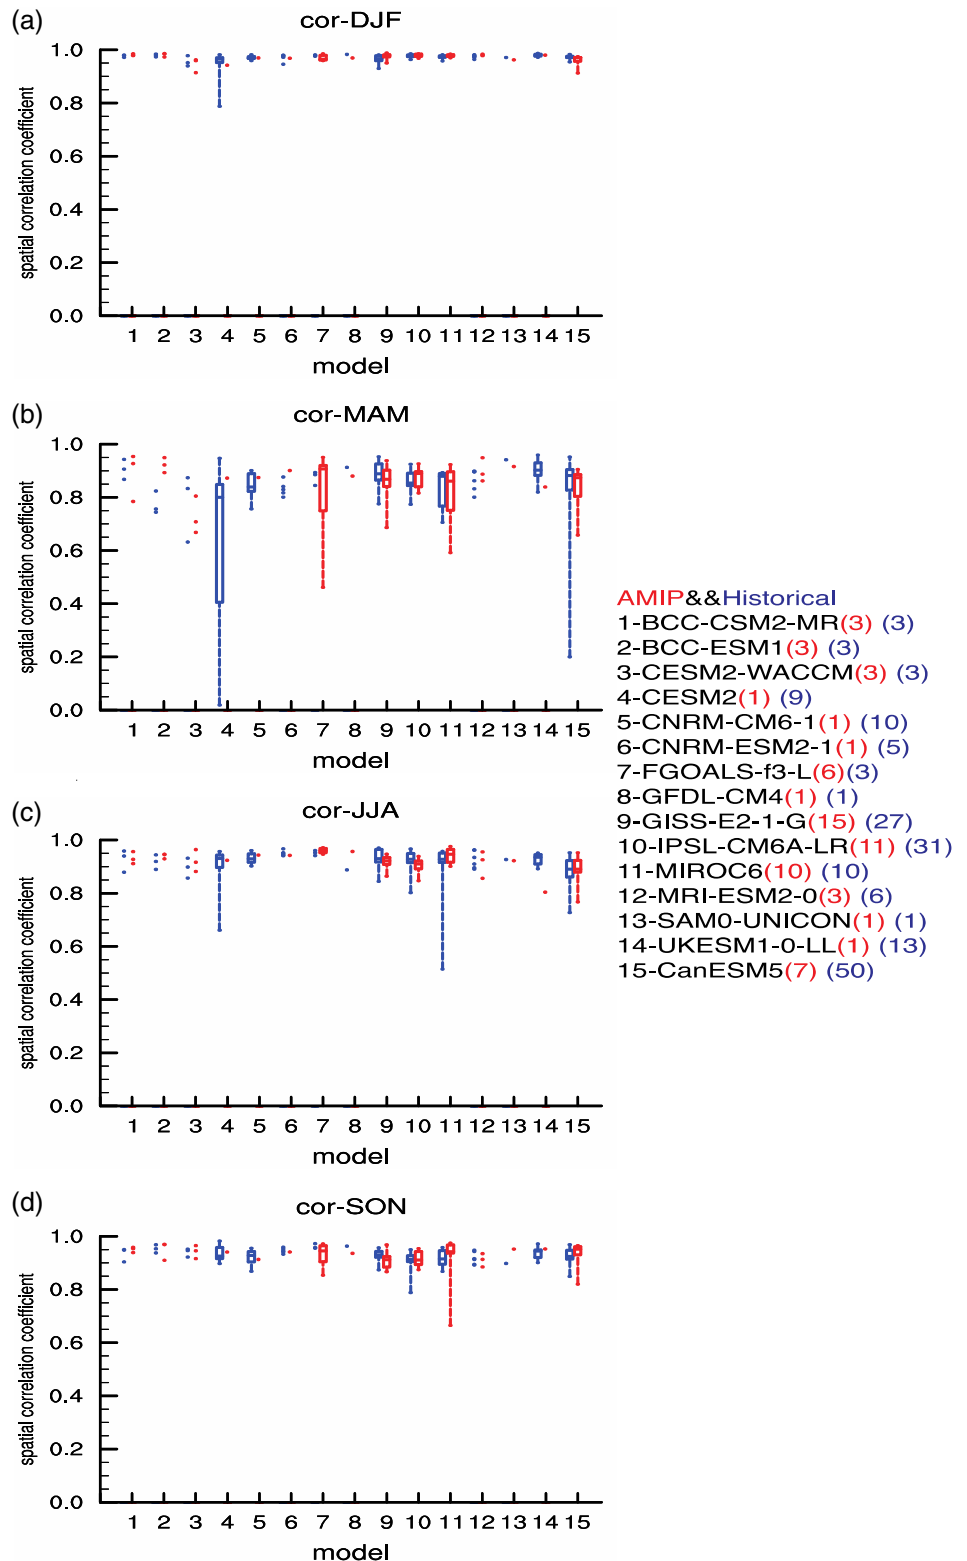 (a)
cor-DJF
spatial correlation coefficient
1.0
0.8
0.6
0.4
0.2
0.0
1 2 3 4 5 6 7 8 9 10 11 12 13 14 15
model
(b)
cor-MAM
spatial correlation coefficient
1.0
0.8
0.6
0.4
0.2
0.0
1 2 3 4 5 6 7 8 9 10 11 12 13 14 15
model
AMIP&&Historical
1-BCC-CSM2-MR(3) (3)
2-BCC-ESM1(3) (3)
3-CESM2-WACCM(3) (3)
4-CESM2(1) (9)
5-CNRM-CM6-1(1) (10)
6-CNRM-ESM2-1(1) (5)
7-FGOALS-f3-L(6)(3)
8-GFDL-CM4(1) (1)
9-GISS-E2-1-G(15) (27)
10-IPSL-CM6A-LR(11) (31)
11-MIROC6(10) (10)
12-MRI-ESM2-0(3) (6)
13-SAM0-UNICON(1) (1)
14-UKESM1-0-LL(1) (13)
15-CanESM5(7) (50)
(c)
cor-JJA
spatial correlation coefficient
1.0
0.8
0.6
0.4
0.2
0.0
1 2 3 4 5 6 7 8 9 10 11 12 13 14 15
model
(d)
cor-SON
spatial correlation coefficient
1.0
0.8
0.6
0.4
0.2
0.0
1 2 3 4 5 6 7 8 9 10 11 12 13 14 15
model